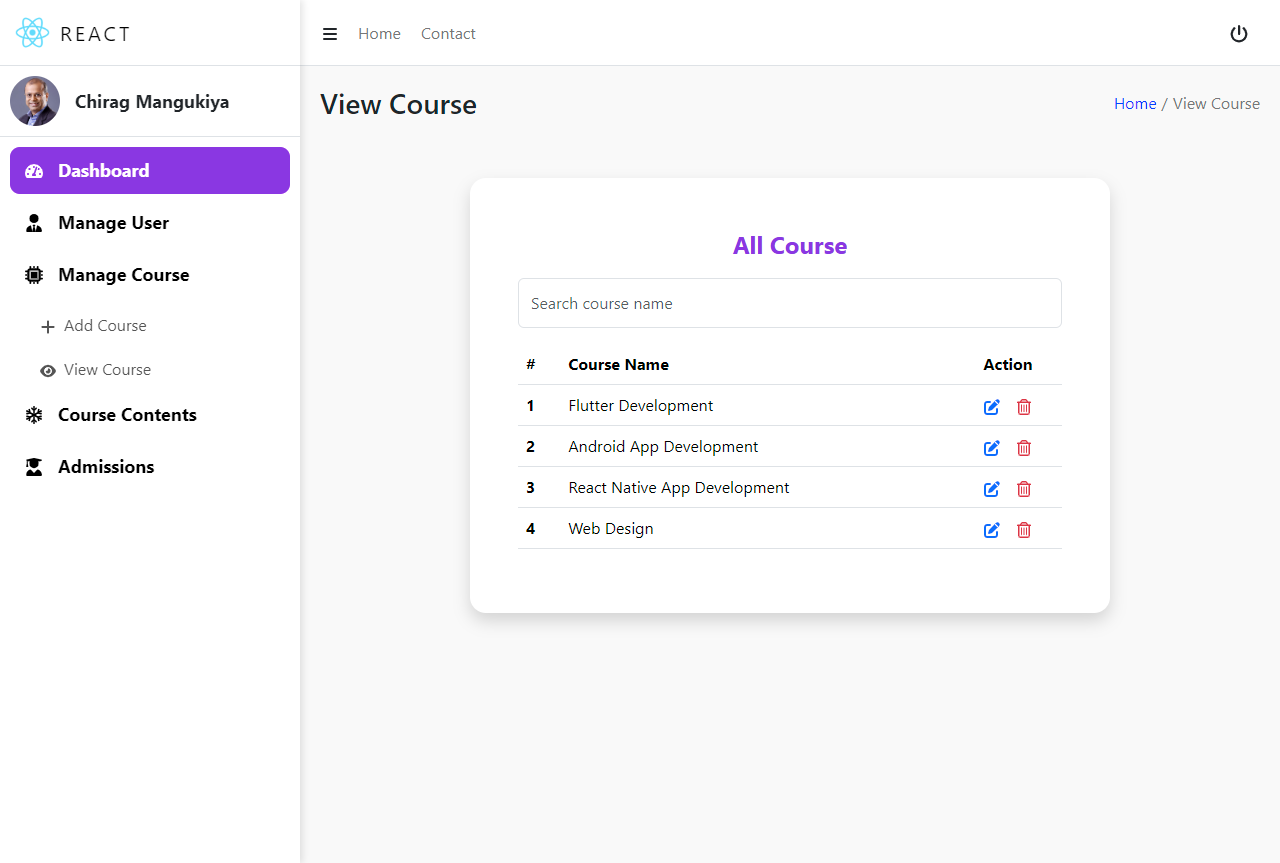 REACT
Home Contact
Chirag Mangukiya
Dashboard
Manage User
Manage Course
Add Course
View Course
Course Contents
Admissions
View Course
Home / View Course
All Course
Search course name
# Course Name Action
1 Flutter Development
2 Android App Development
3 React Native App Development
4 Web Design